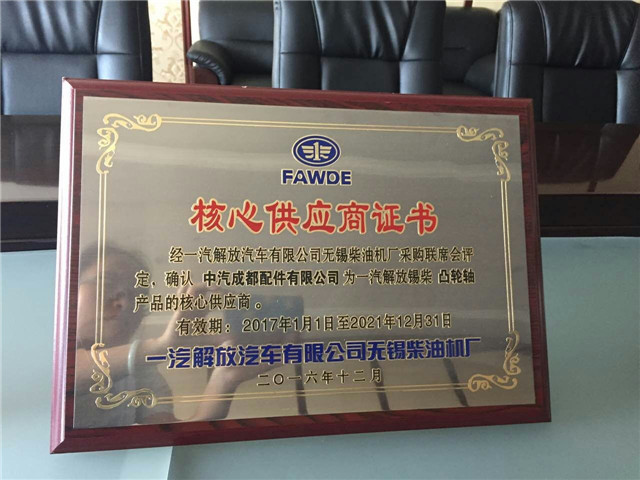 FAWDE
核心供应商证书
经一汽解放汽车有限公司无锡柴油机厂采购联席会评
定，确认 中汽成都配件有限公司 为一汽解放锡柴 凸轮轴
产品的核心供应商。
有效期：2017年1月1日至2021年12月31日
一汽解放汽车有限公司无锡柴油机厂
二〇一六年十二月